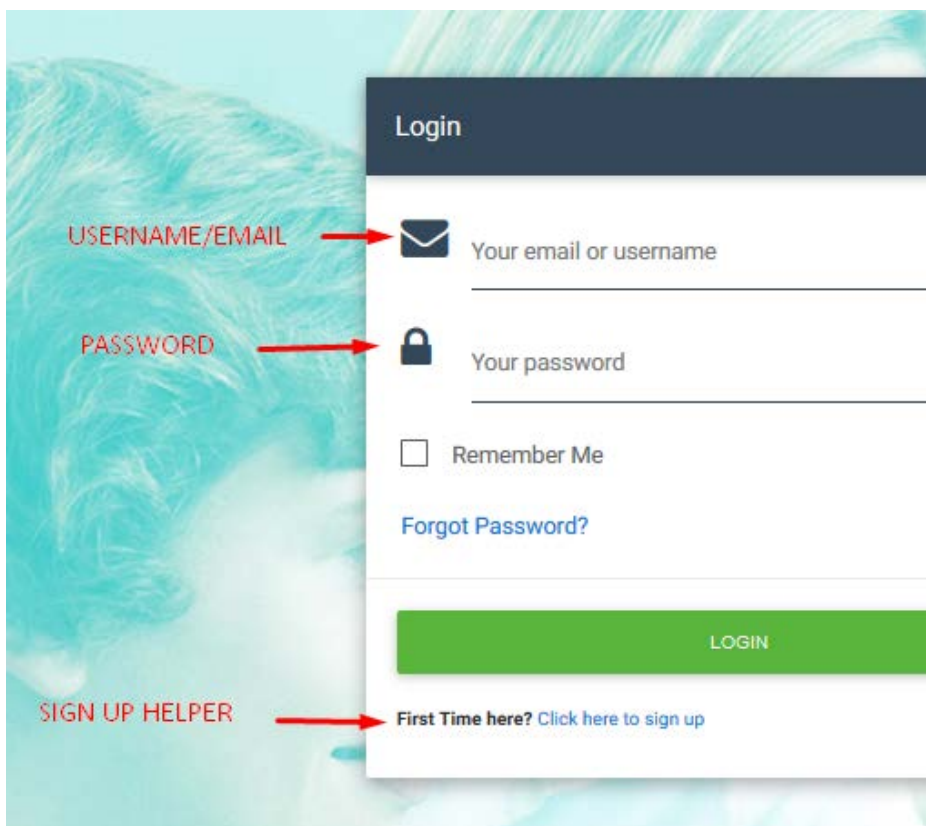 Login
USERNAME/EMAIL
Your email or username
PASSWORD
Your password
Remember Me
Forgot Password?
LOGIN
SIGN UP HELPER
First Time here? Click here to sign up